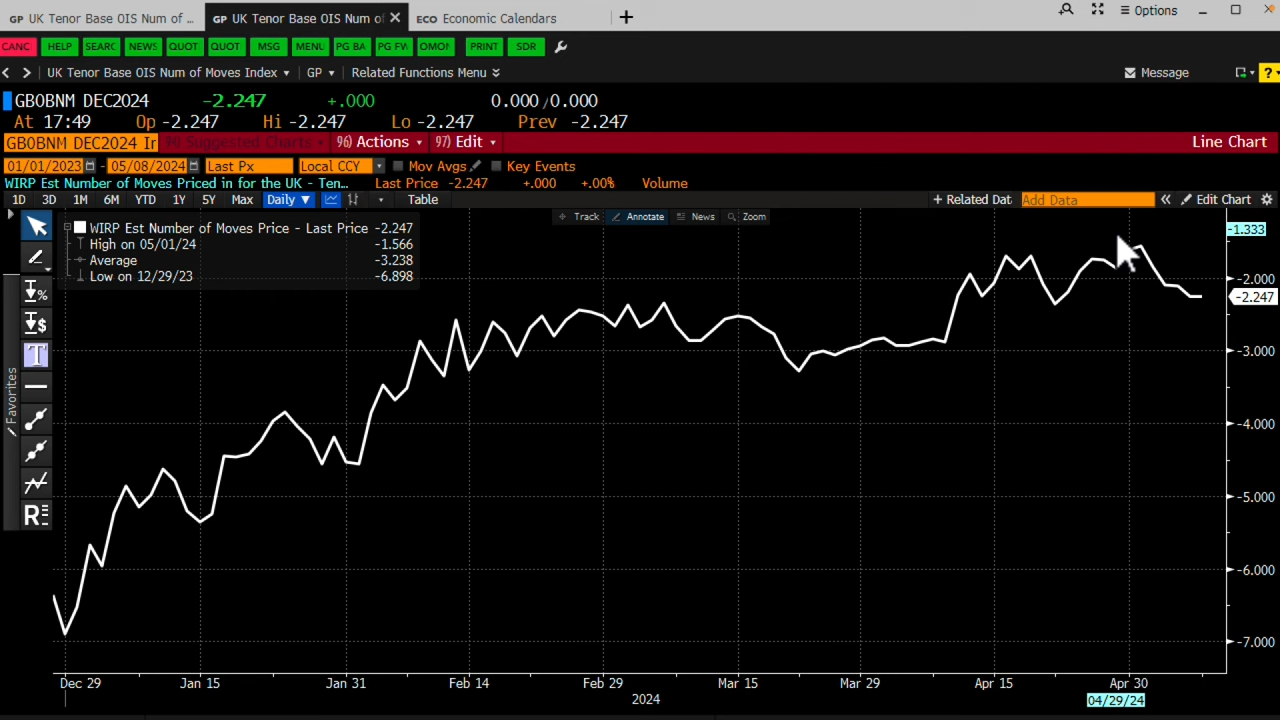 GP UK Tenor Base OIS Num of ... GP UK Tenor Base OIS Num of ECO Economic Calendars
Options
CANC HELP SEARC NEWS QUOT QUOT MSG MENU PG BA PG FW OMON PRINT SDR
UK Tenor Base OIS Num of Moves Index GP Related Functions Menu Message ?
GB0BNM DEC2024 -2.247 +.000 0.000/0.000
At 17:49 Op -2.247 Hi -2.247 Lo -2.247 Prev -2.247
GB0BNM DEC2024 Ir 94) Suggested Charts 96) Actions 97) Edit Line Chart
01/01/2023 - 05/08/2024 Last Px Local CCY Mov Avgs Key Events
WIRP Est Number of Moves Priced in for the UK - Ten... Last Price -2.247 +.000 +.00% Volume
1D 3D 1M 6M YTD 1Y 5Y Max Daily ▼ Table + Related Dat Add Data « Edit Chart
Track Annotate News Zoom
WIRP Est Number of Moves Price - Last Price -2.247
High on 05/01/24 -1.566
Average -3.238
Low on 12/29/23 -6.898
Favorites
%
$
T
R
-1.333
-2.000
-2.247
-3.000
-4.000
-5.000
-6.000
-7.000
Dec 29 Jan 15 Jan 31 Feb 14 Feb 29 Mar 15 Mar 29 Apr 15 Apr 30
2024
04/29/24